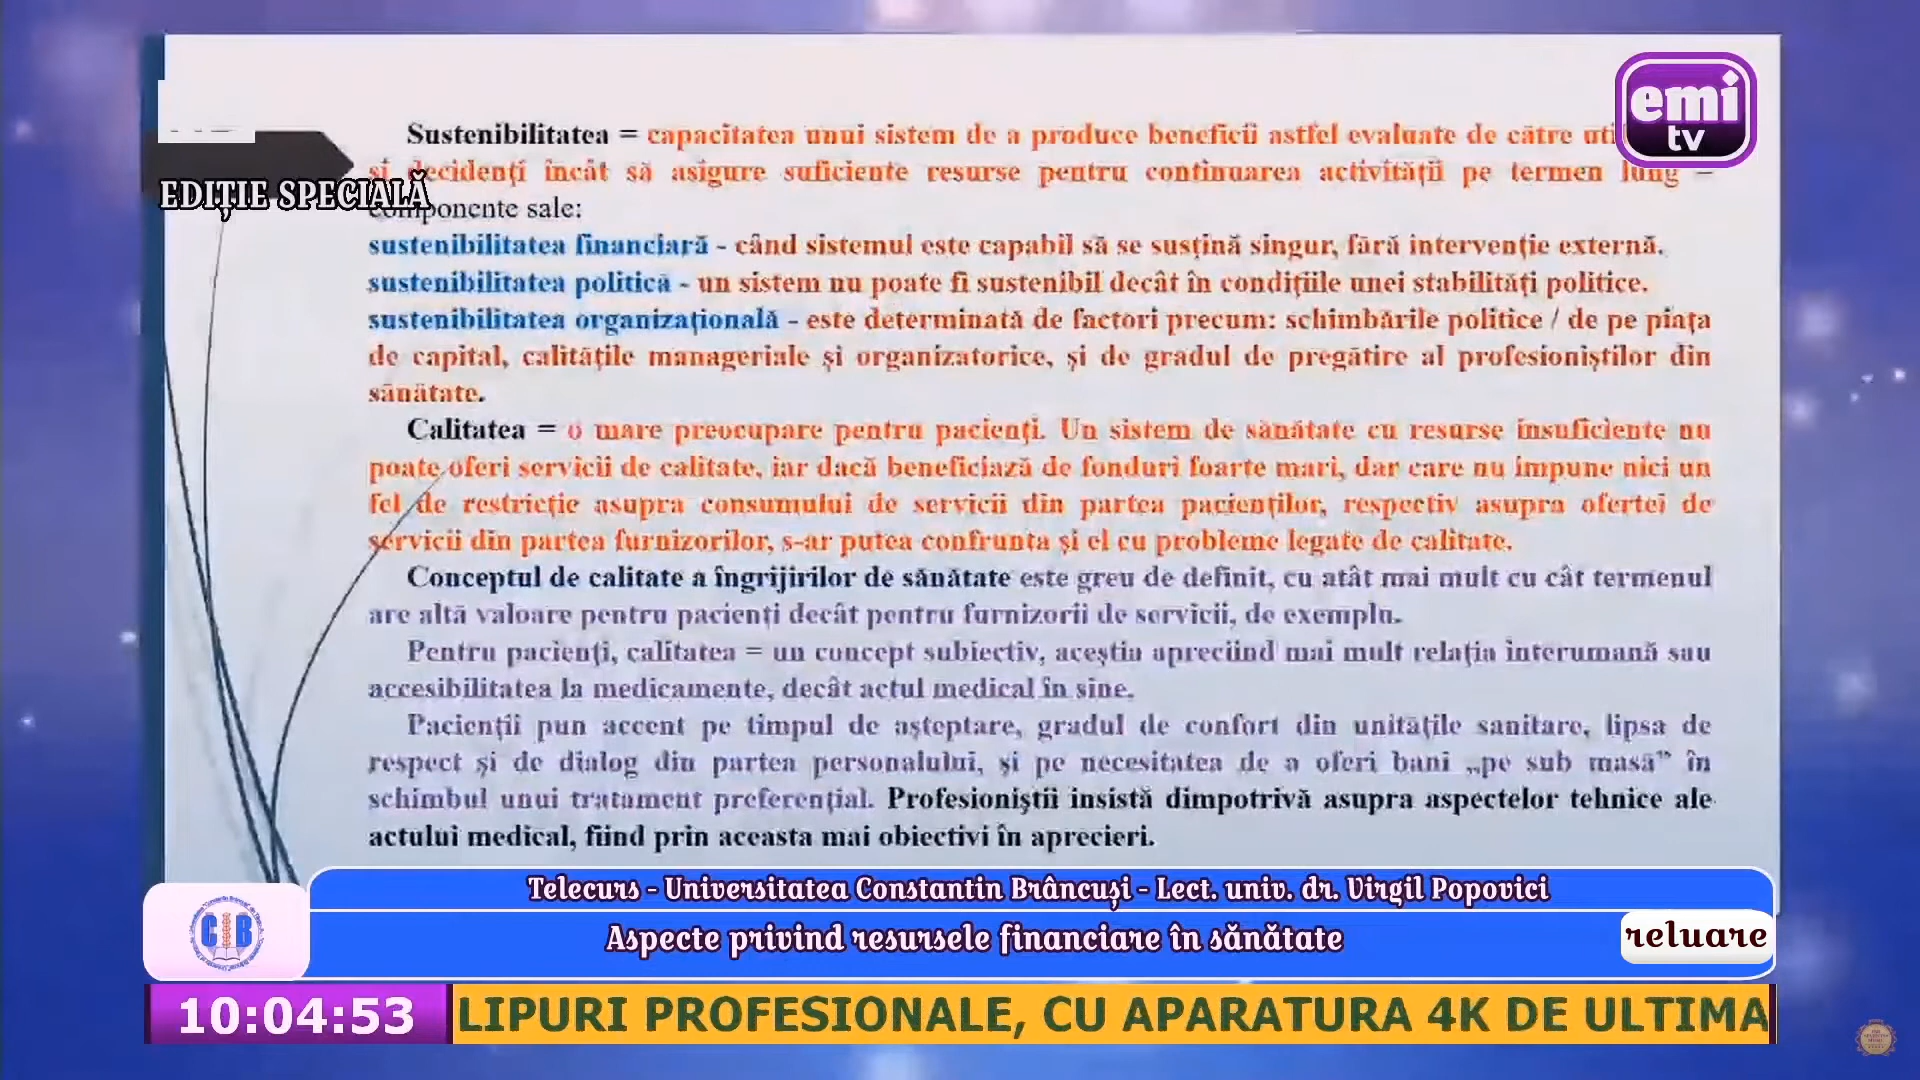 emi
tv
EDIȚIE SPECIALĂ
Sustenibilitatea = capacitatea unui sistem de a produce beneficii astfel evaluate de către
și decidenți încât să asigure suficiente resurse pentru continuarea activității pe termen lung –
componente sale:
sustenibilitatea financiară - când sistemul este capabil să se susțină singur, fără intervenție externă.
sustenibilitatea politică - un sistem nu poate fi sustenibil decât în condițiile unei stabilități politice.
sustenibilitatea organizațională - este determinată de factori precum: schimbările politice / de pe piața
de capital, calitățile manageriale și organizatorice, și de gradul de pregătire al profesioniștilor din
sănătate.
Calitatea = o mare preocupare pentru pacienți. Un sistem de sănătate cu resurse insuficiente nu
poate oferi servicii de calitate, iar dacă beneficiază de fonduri foarte mari, dar care nu impune nici un
fel de restricție asupra consumului de servicii din partea pacienților, respectiv asupra ofertei de
servicii din partea furnizorilor, s-ar putea confrunta și el cu probleme legate de calitate.
Conceptul de calitate a îngrijirilor de sănătate este greu de definit, cu atât mai mult cu cât termenul
are altă valoare pentru pacienți decât pentru furnizorii de servicii, de exemplu.
Pentru pacienți, calitatea = un concept subiectiv, aceștia apreciind mai mult relația interumană sau
accesibilitatea la medicamente, decât actul medical în sine.
Pacienții pun accent pe timpul de așteptare, gradul de confort din unitățile sanitare, lipsa de
respect și de dialog din partea personalului, și pe necesitatea de a oferi bani „pe sub masă” în
schimbul unui tratament preferențial. Profesioniștii insistă dimpotrivă asupra aspectelor tehnice ale
actului medical, fiind prin aceasta mai obiectivi în aprecieri.
Telecurs - Universitatea Constantin Brâncuși - Lect. univ. dr. Virgil Popovici
CIB
Aspecte privind resursele financiare în sănătate
reluare
10:04:53
LIPURI PROFESIONALE, CU APARATURA 4K DE ULTIMA